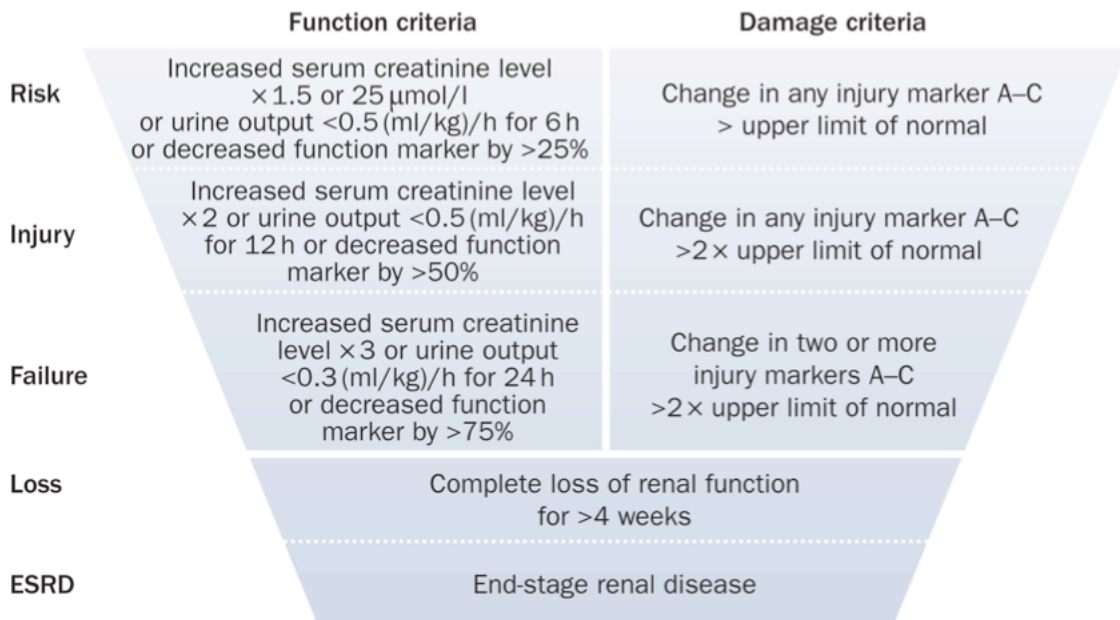 Function criteria
Damage criteria
Risk
Increased serum creatinine level
×1.5 or 25 μmol/l
or urine output <0.5 (ml/kg)/h for 6 h
or decreased function marker by >25%
Change in any injury marker A–C
> upper limit of normal
Injury
Increased serum creatinine level
×2 or urine output <0.5 (ml/kg)/h
for 12 h or decreased function
marker by >50%
Change in any injury marker A–C
>2 × upper limit of normal
Failure
Increased serum creatinine
level ×3 or urine output
<0.3 (ml/kg)/h for 24 h
or decreased function
marker by >75%
Change in two or more
injury markers A–C
>2 × upper limit of normal
Loss
Complete loss of renal function
for >4 weeks
ESRD
End-stage renal disease